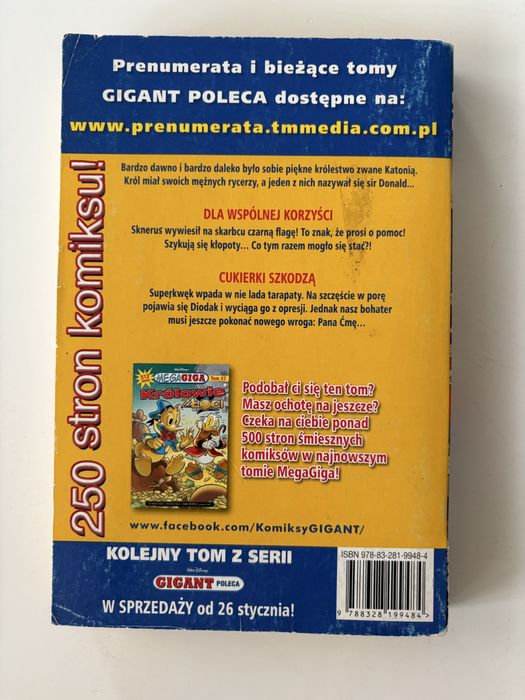 Prenumerata i bieżące tomy
GIGANT POLECA dostępne na:
www.prenumerata.tmmedia.com.pl
250 stron komiksu!
Bardzo dawno i bardzo daleko było sobie piękne królestwo zwane Katonią.
Król miał swoich mężnych rycerzy, a jeden z nich nazywał się sir Donald...
DLA WSPÓLNEJ KORZYŚCI
Sknerus wywiesił na skarbcu czarną flagę! To znak, że prosi o pomoc!
Szykują się kłopoty... Co tym razem mogło się stać?!
CUKIERKI SZKODZĄ
Superkwęk wpada w nie lada tarapaty. Na szczęście w porę
pojawia się Diodak i wyciąga go z opresji. Jednak nasz bohater
musi jeszcze pokonać nowego wroga: Pana Ćmę...
MEGAGIGA
Tom 47
Królowie
złoci
Podobał ci się ten tom?
Masz ochotę na jeszcze?
Czeka na ciebie ponad
500 stron śmiesznych
komiksów w najnowszym
tomie MegaGiga!
www.facebook.com/KomiksyGIGANT/
KOLEJNY TOM Z SERII
Walt Disney
GIGANT POLECA
W SPRZEDAŻY od 26 stycznia!
ISBN 978-83-281-9948-4
9 788328 199484 >